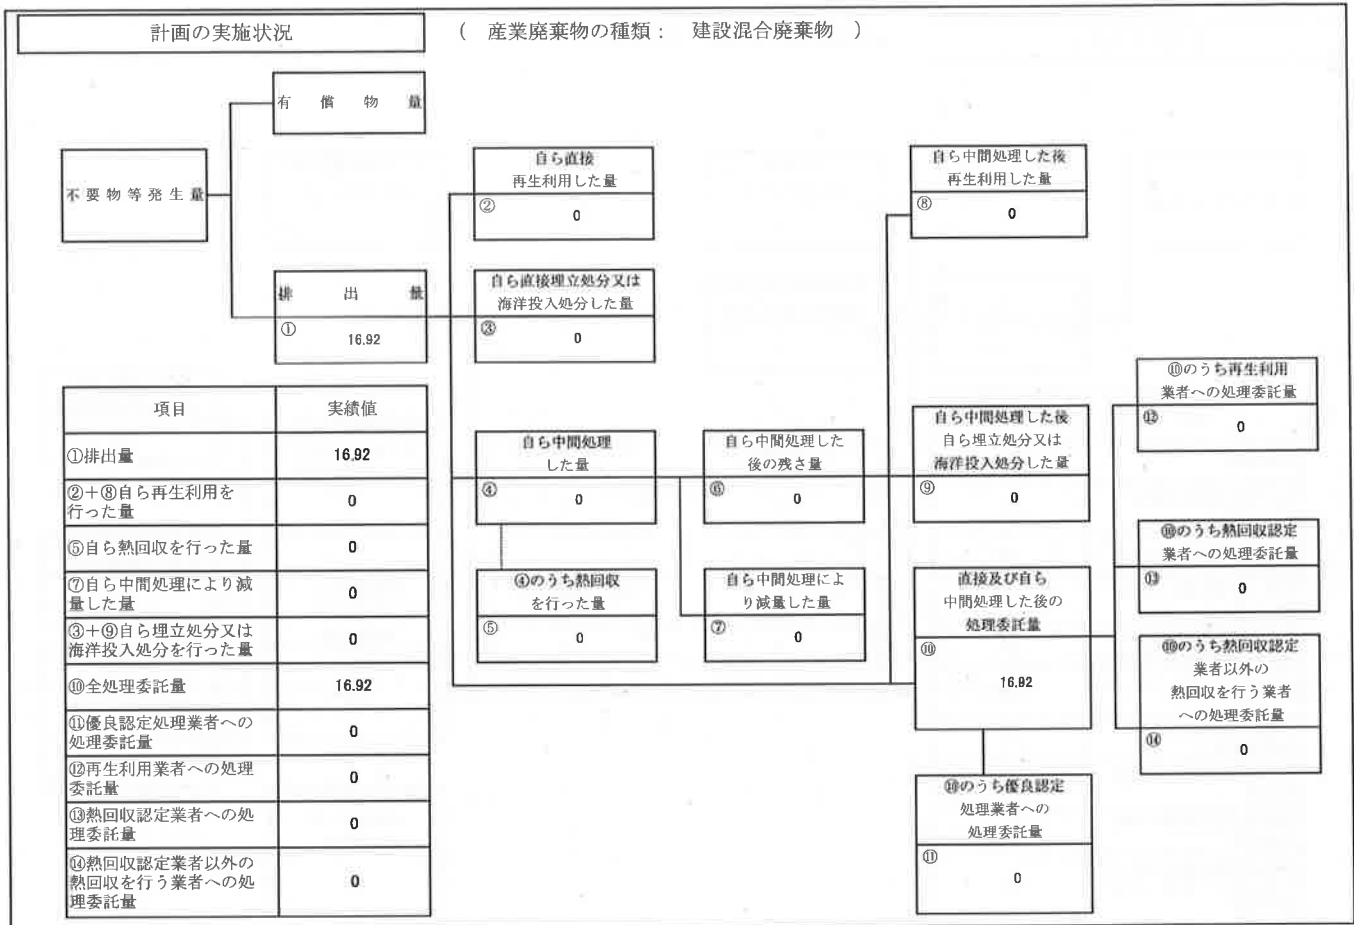 計画の実施状況
( 産業廃棄物の種類： 建設混合廃棄物 )
有償物量
不要物等発生量
排出量
①
16.92
自ら直接
再生利用した量
②
0
自ら直接埋立処分又は
海洋投入処分した量
③
0
自ら中間処理した後
再生利用した量
⑧
0
自ら中間処理
した量
④
0
自ら中間処理した
後の残さ量
⑥
0
自ら中間処理した後
自ら埋立処分又は
海洋投入処分した量
⑨
0
④のうち熱回収
を行った量
⑤
0
自ら中間処理によ
り減量した量
⑦
0
直接及び自ら
中間処理した後の
処理委託量
⑩
16.92
⑩のうち再生利用
業者への処理委託量
⑫
0
⑩のうち熱回収認定
業者への処理委託量
⑬
0
⑩のうち熱回収認定
業者以外の
熱回収を行う業者
への処理委託量
⑭
0
⑩のうち優良認定
処理業者への
処理委託量
⑪
0
項目 実績値
①排出量 16.92
②＋⑧自ら再生利用を
行った量 0
⑤自ら熱回収を行った量 0
⑦自ら中間処理により減
量した量 0
③＋⑨自ら埋立処分又は
海洋投入処分を行った量 0
⑩全処理委託量 16.92
⑪優良認定処理業者への
処理委託量 0
⑫再生利用業者への処理
委託量 0
⑬熱回収認定業者への処
理委託量 0
⑭熱回収認定業者以外の
熱回収を行う業者への処
理委託量 0